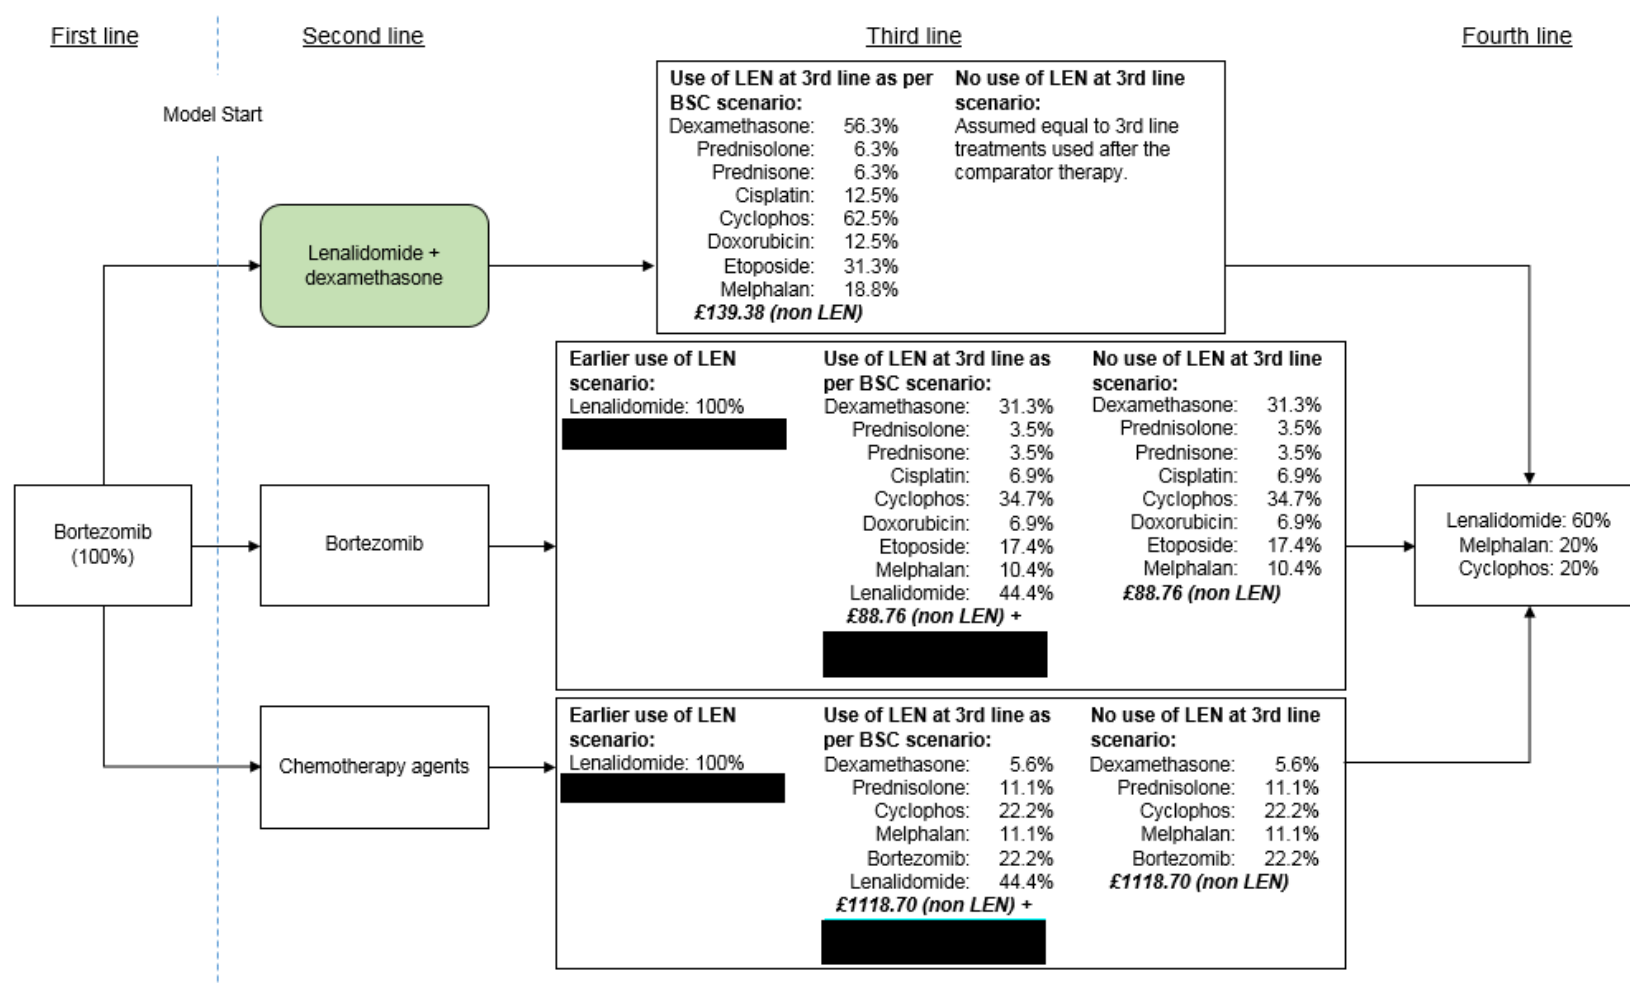 First line
Second line
Third line
Fourth line
Model Start
Use of LEN at 3rd line as per
BSC scenario:
Dexamethasone: 56.3%
Prednisolone: 6.3%
Prednisone: 6.3%
Cisplatin: 12.5%
Cyclophos: 62.5%
Doxorubicin: 12.5%
Etoposide: 31.3%
Melphalan: 18.8%
£139.38 (non LEN)
No use of LEN at 3rd line
scenario:
Assumed equal to 3rd line
treatments used after the
comparator therapy.
Lenalidomide +
dexamethasone
Earlier use of LEN
scenario:
Lenalidomide: 100%
Use of LEN at 3rd line as
per BSC scenario:
Dexamethasone: 31.3%
Prednisolone: 3.5%
Prednisone: 3.5%
Cisplatin: 6.9%
Cyclophos: 34.7%
Doxorubicin: 6.9%
Etoposide: 17.4%
Melphalan: 10.4%
Lenalidomide: 44.4%
£88.76 (non LEN) +
No use of LEN at 3rd line
scenario:
Dexamethasone: 31.3%
Prednisolone: 3.5%
Prednisone: 3.5%
Cisplatin: 6.9%
Cyclophos: 34.7%
Doxorubicin: 6.9%
Etoposide: 17.4%
Melphalan: 10.4%
£88.76 (non LEN)
Bortezomib
(100%)
Bortezomib
Lenalidomide: 60%
Melphalan: 20%
Cyclophos: 20%
Chemotherapy agents
Earlier use of LEN
scenario:
Lenalidomide: 100%
Use of LEN at 3rd line as
per BSC scenario:
Dexamethasone: 5.6%
Prednisolone: 11.1%
Cyclophos: 22.2%
Melphalan: 11.1%
Bortezomib: 22.2%
Lenalidomide: 44.4%
£1118.70 (non LEN) +
No use of LEN at 3rd line
scenario:
Dexamethasone: 5.6%
Prednisolone: 11.1%
Cyclophos: 22.2%
Melphalan: 11.1%
Bortezomib: 22.2%
£1118.70 (non LEN)